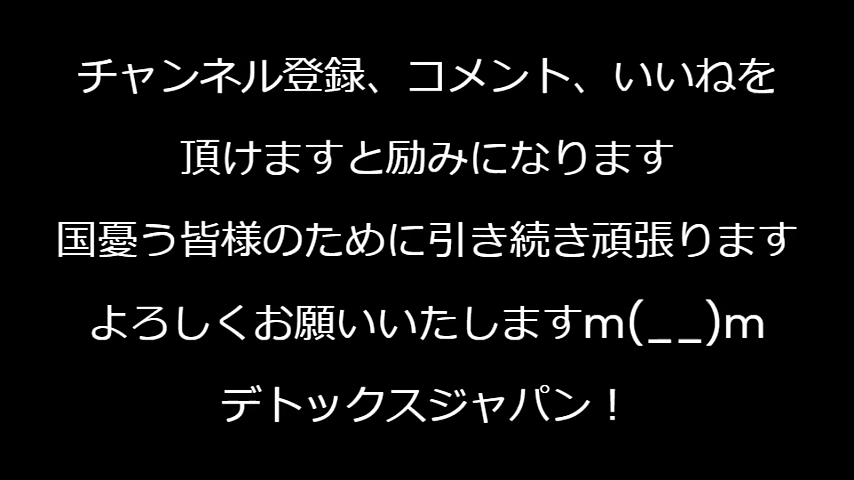 チャンネル登録、コメント、いいねを
頂けますと励みになります
国憂う皆様のために引き続き頑張ります
よろしくお願いいたしますm(__)m
デトックスジャパン！